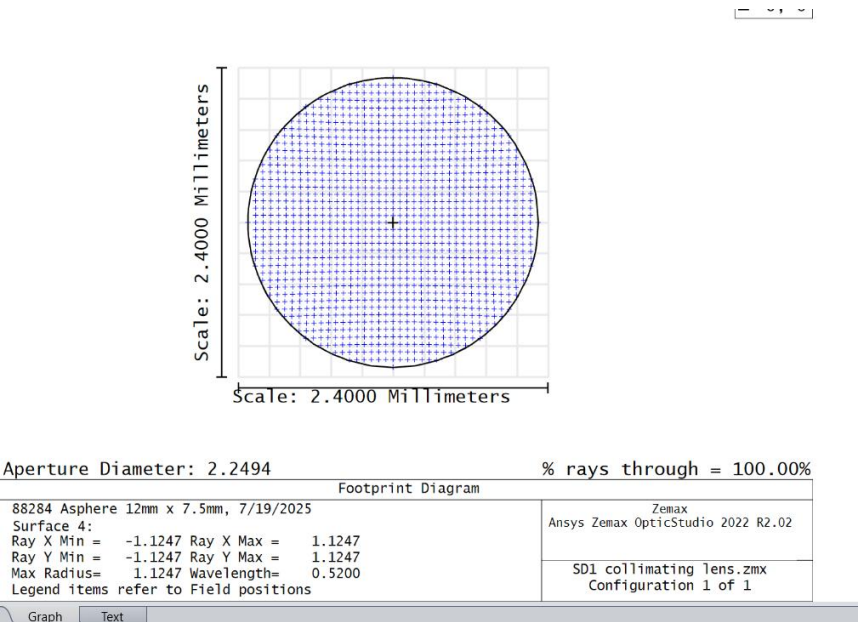 Scale: 2.4000 Millimeters
Scale: 2.4000 Millimeters
Aperture Diameter: 2.2494
% rays through = 100.00%
Footprint Diagram
88284 Asphere 12mm x 7.5mm, 7/19/2025
Surface 4:
Ray X Min = -1.1247 Ray X Max = 1.1247
Ray Y Min = -1.1247 Ray Y Max = 1.1247
Max Radius= 1.1247 Wavelength= 0.5200
Legend items refer to Field positions
Zemax
Ansys Zemax OpticStudio 2022 R2.02
SD1 collimating lens.zmx
Configuration 1 of 1
Graph
Text